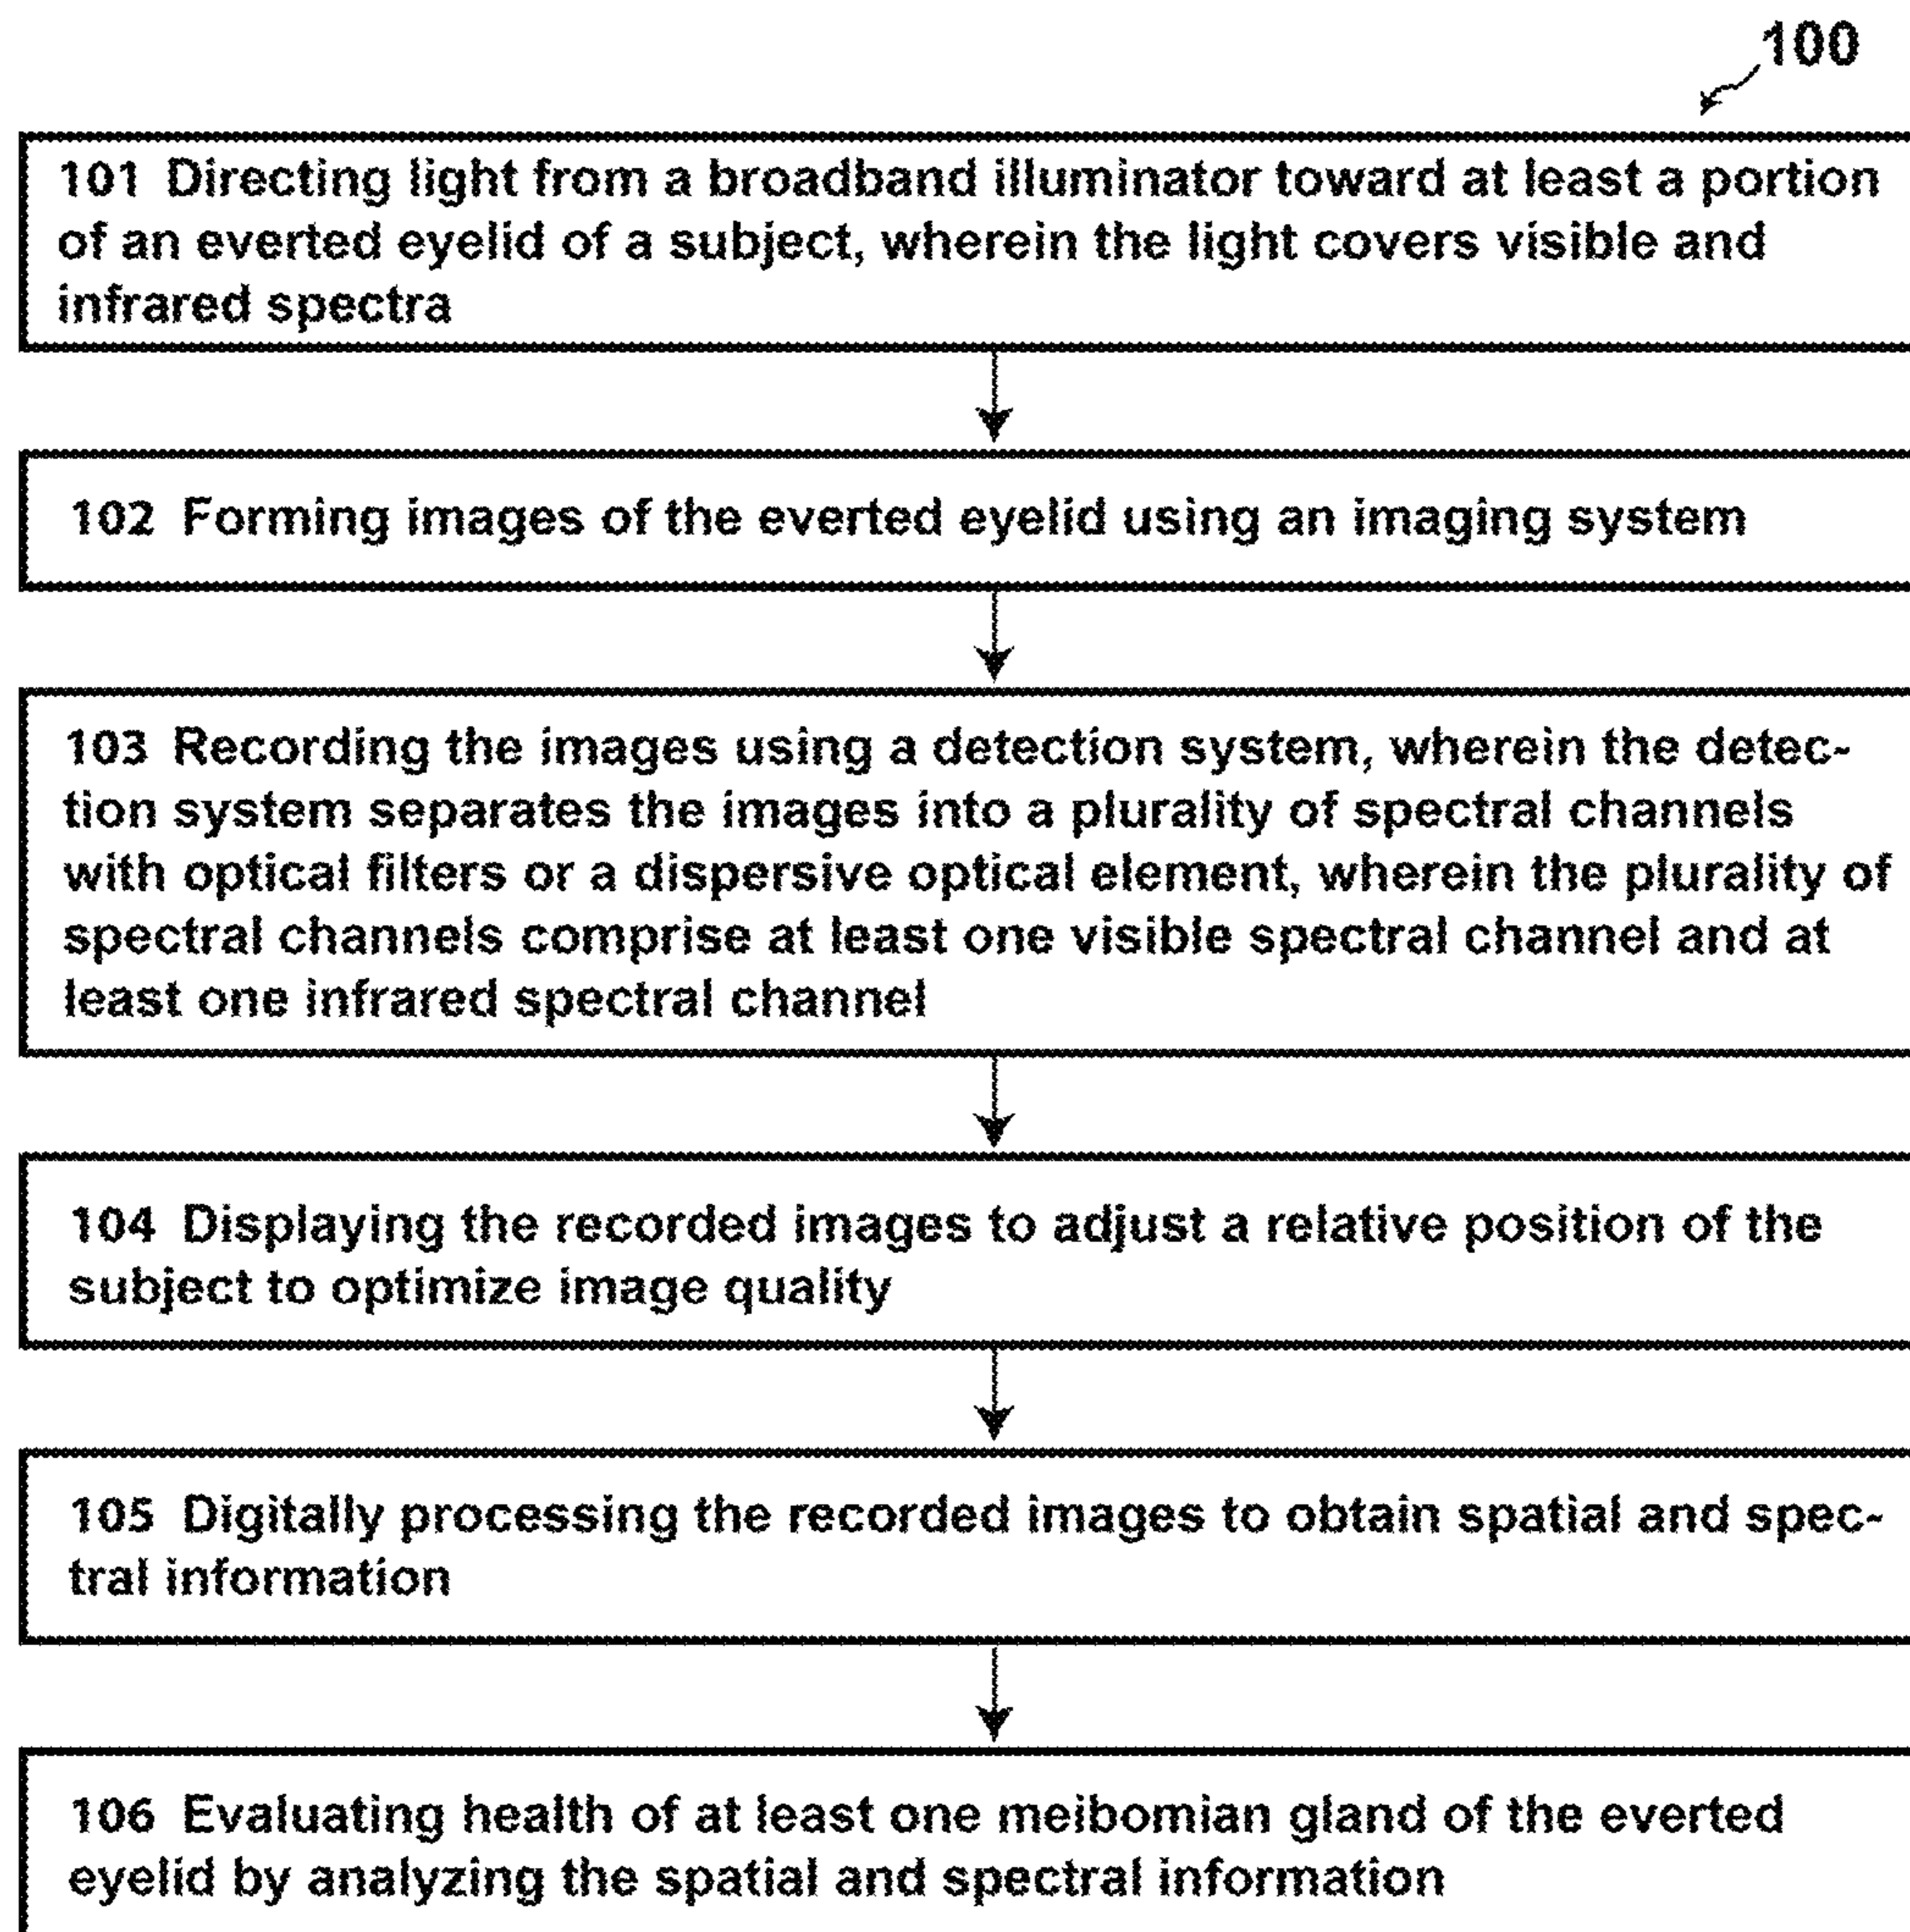 100
101 Directing light from a broadband illuminator toward at least a portion
of an everted eyelid of a subject, wherein the light covers visible and
infrared spectra
102 Forming images of the everted eyelid using an imaging system
103 Recording the images using a detection system, wherein the detec-
tion system separates the images into a plurality of spectral channels
with optical filters or a dispersive optical element, wherein the plurality of
spectral channels comprise at least one visible spectral channel and at
least one infrared spectral channel
104 Displaying the recorded images to adjust a relative position of the
subject to optimize image quality
105 Digitally processing the recorded images to obtain spatial and spec-
tral information
106 Evaluating health of at least one meibomian gland of the everted
eyelid by analyzing the spatial and spectral information